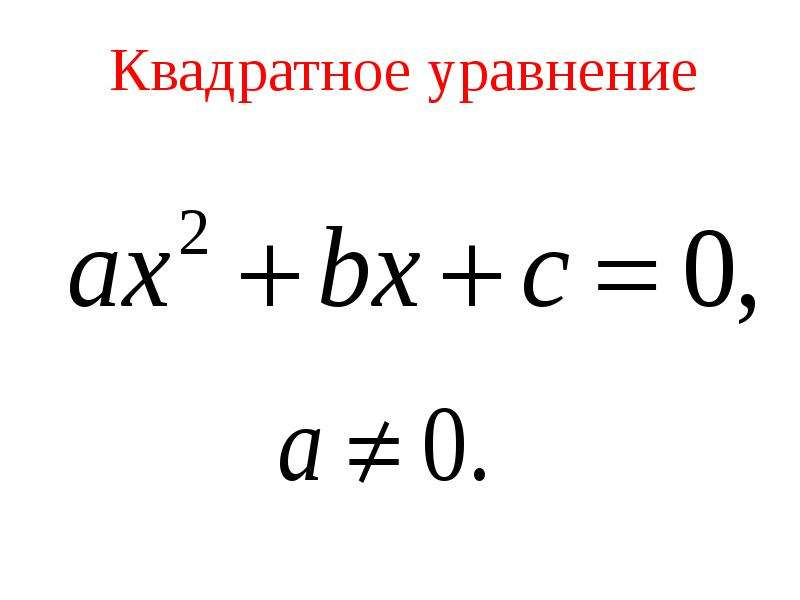 Квадратное уравнение
ax² + bx + c = 0,
a ≠ 0.